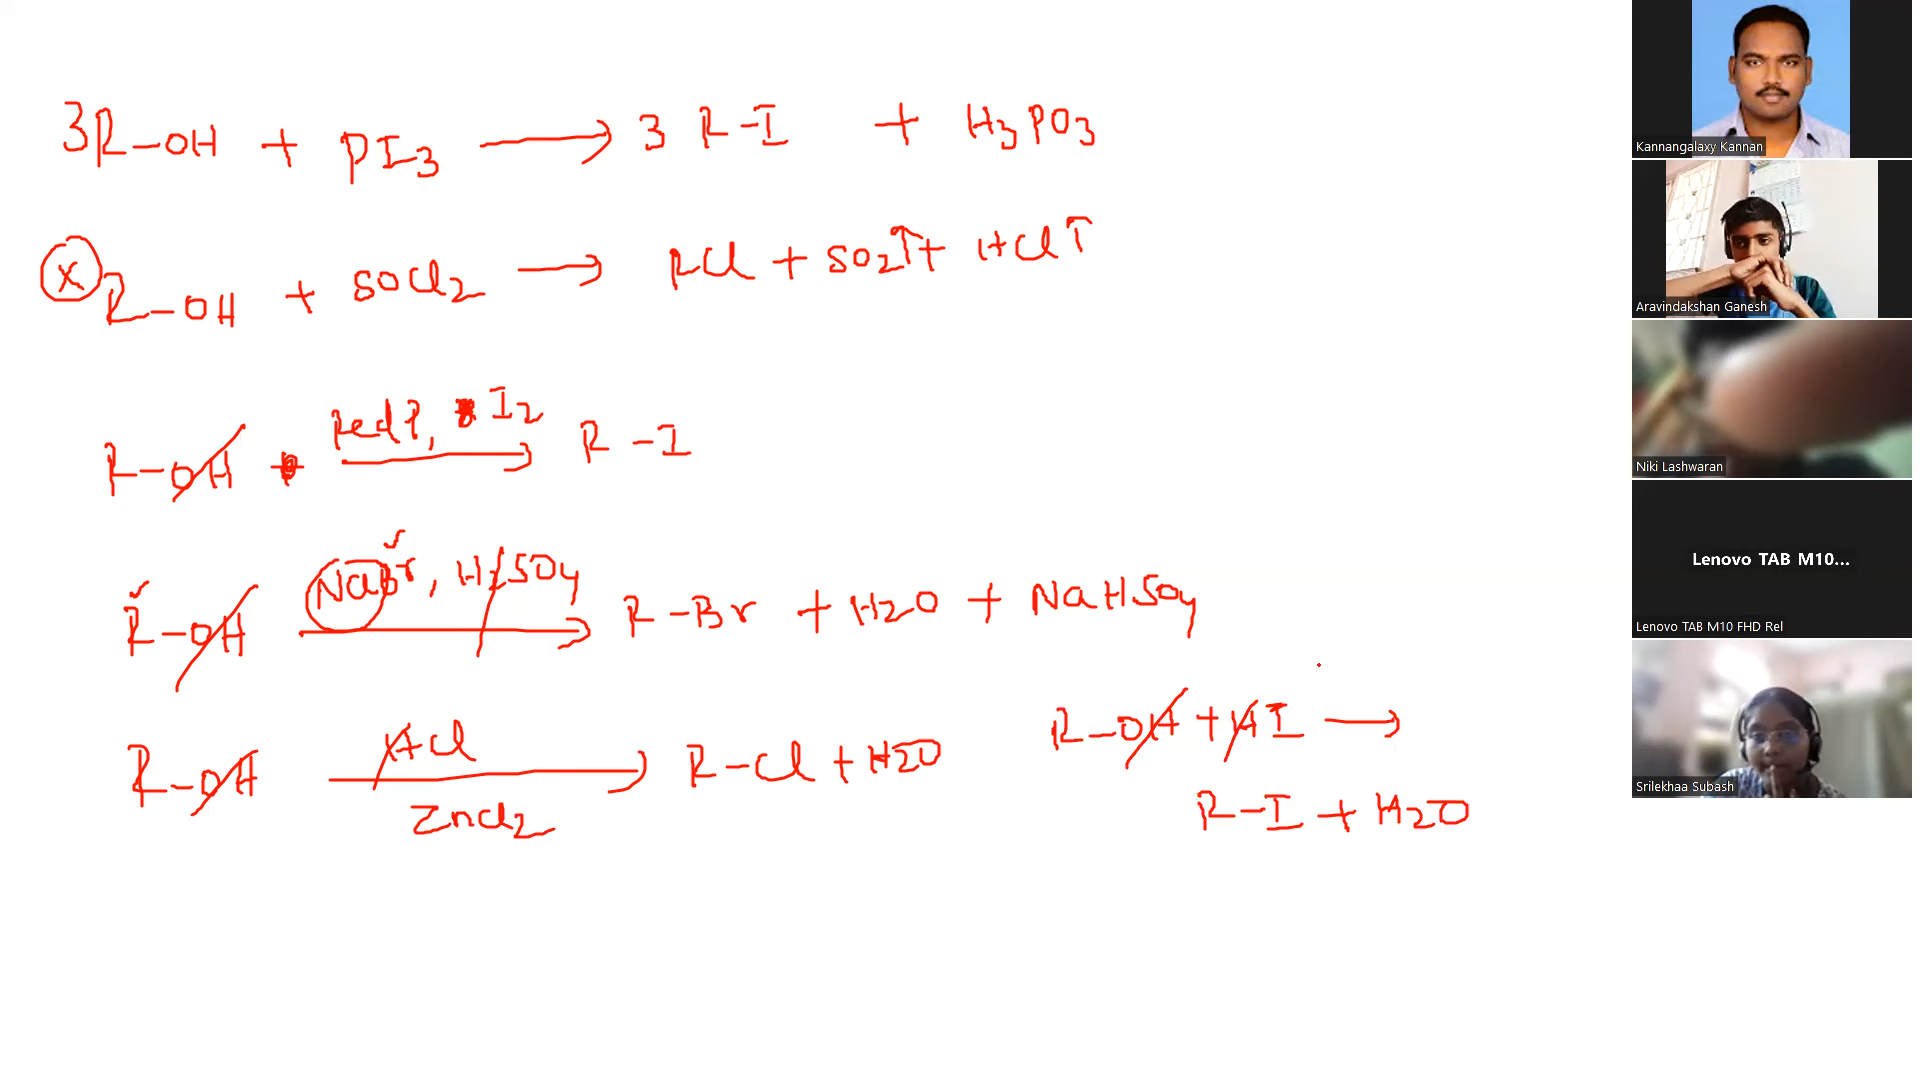 3R-OH + PI3 ⟶ 3 R-I + H3PO3
X R-OH + SOCl2 ⟶ RCl + SO2↑ + HCl↑
R-OH Red P, I2 ⟶ R-I
R-OH NaBr, H2SO4 ⟶ R-Br + H2O + NaHSO4
R-OH + HI ⟶
R-I + H2O
R-OH HCl ⟶ R-Cl + H2O
ZnCl2
Kannangalaxy Kannan
Aravindakshan Ganesh
Niki Lashwaran
Lenovo TAB M10...
Lenovo TAB M10 FHD Rel
Srilekhaa Subash